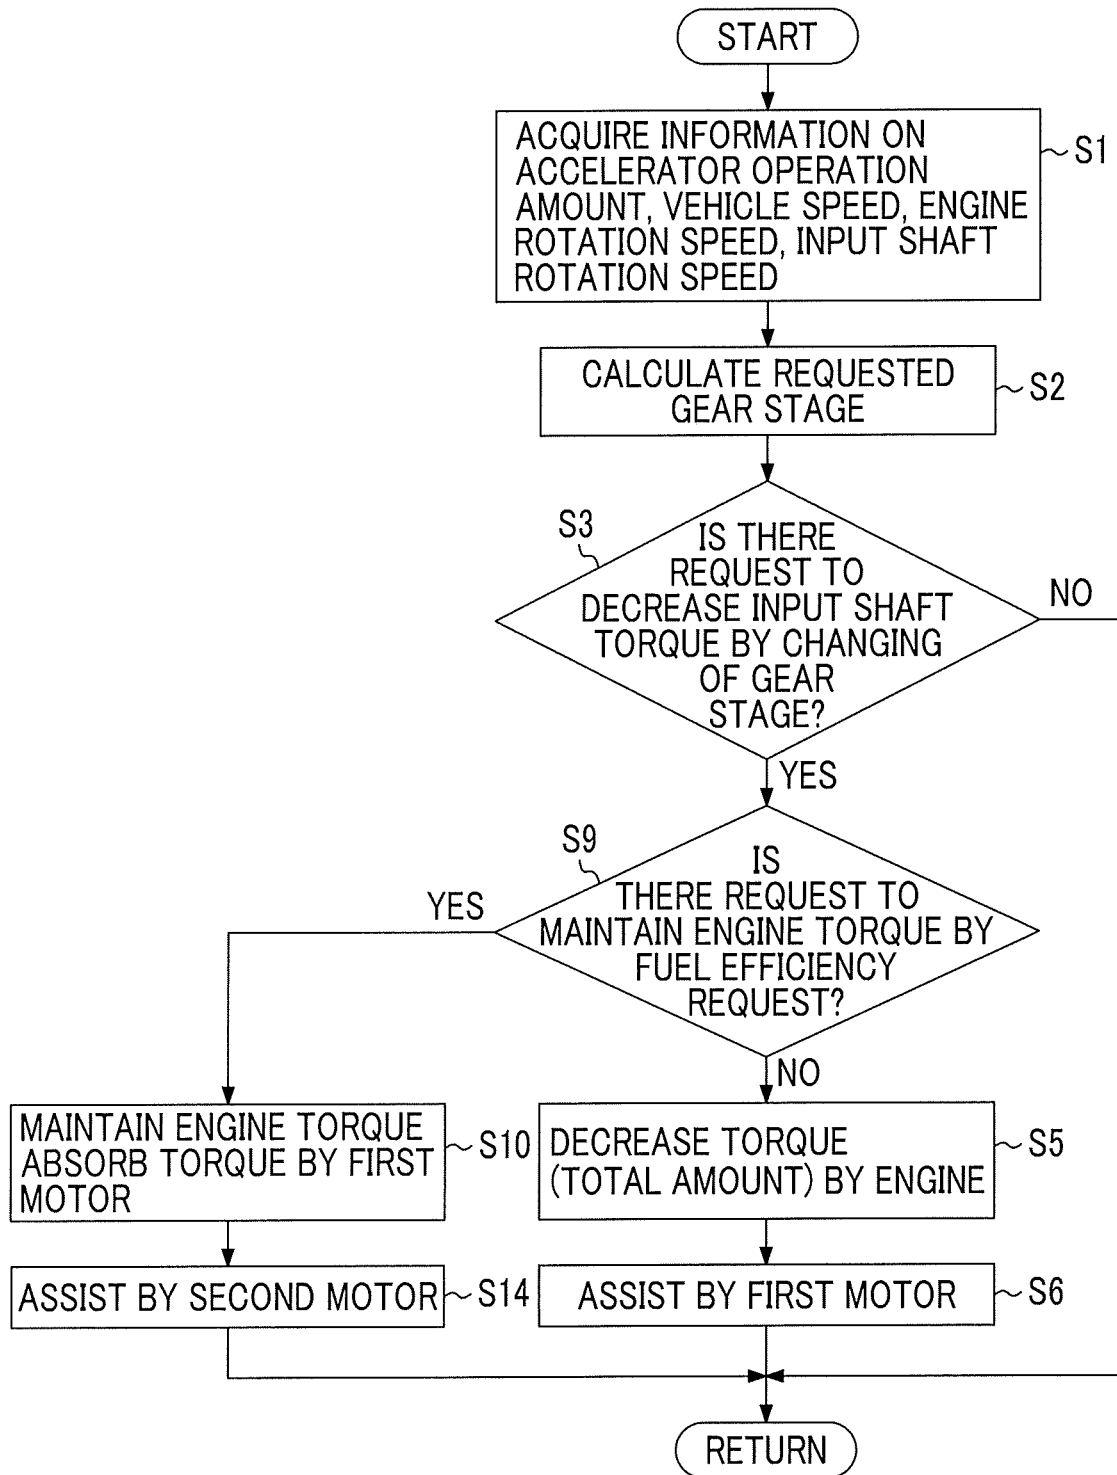 START
ACQUIRE INFORMATION ON
ACCELERATOR OPERATION
AMOUNT, VEHICLE SPEED, ENGINE
ROTATION SPEED, INPUT SHAFT
ROTATION SPEED
S1
CALCULATE REQUESTED
GEAR STAGE
S2
S3
IS THERE
REQUEST TO
DECREASE INPUT SHAFT
TORQUE BY CHANGING
OF GEAR
STAGE?
NO
YES
S9
IS
THERE REQUEST TO
MAINTAIN ENGINE TORQUE BY
FUEL EFFICIENCY
REQUEST?
YES
NO
MAINTAIN ENGINE TORQUE
ABSORB TORQUE BY FIRST
MOTOR
S10
DECREASE TORQUE
(TOTAL AMOUNT) BY ENGINE
S5
ASSIST BY SECOND MOTOR
S14
ASSIST BY FIRST MOTOR
S6
RETURN